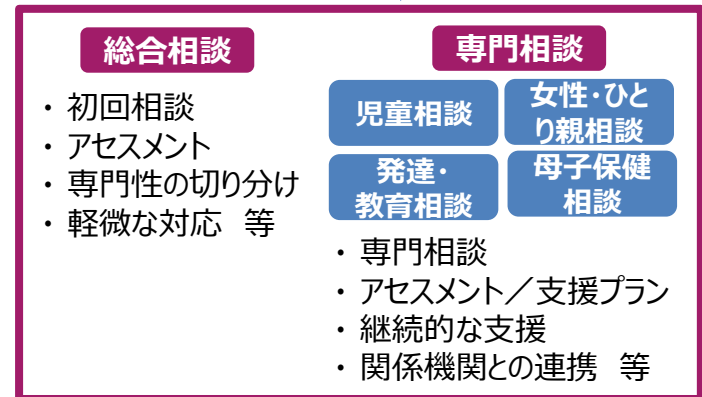 総合相談
・ 初回相談
・ アセスメント
・ 専門性の切り分け
・ 軽微な対応　等
専門相談
児童相談
女性・ひと
り親相談
発達・
教育相談
母子保健
相談
・ 専門相談
・ アセスメント／支援プラン
・ 継続的な支援
・ 関係機関との連携　等